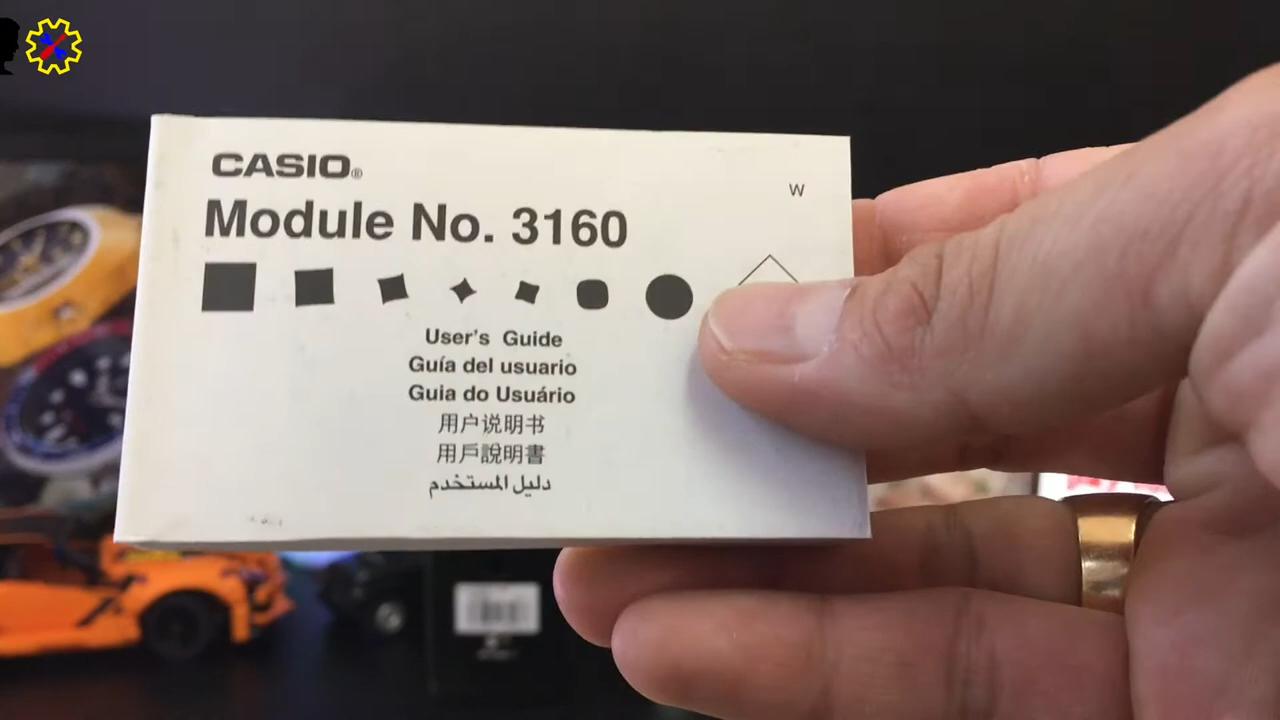 CASIO®
W
Module No. 3160
User's Guide
Guía del usuario
Guia do Usuário
用户说明书
用戶說明書
دليل المستخدم